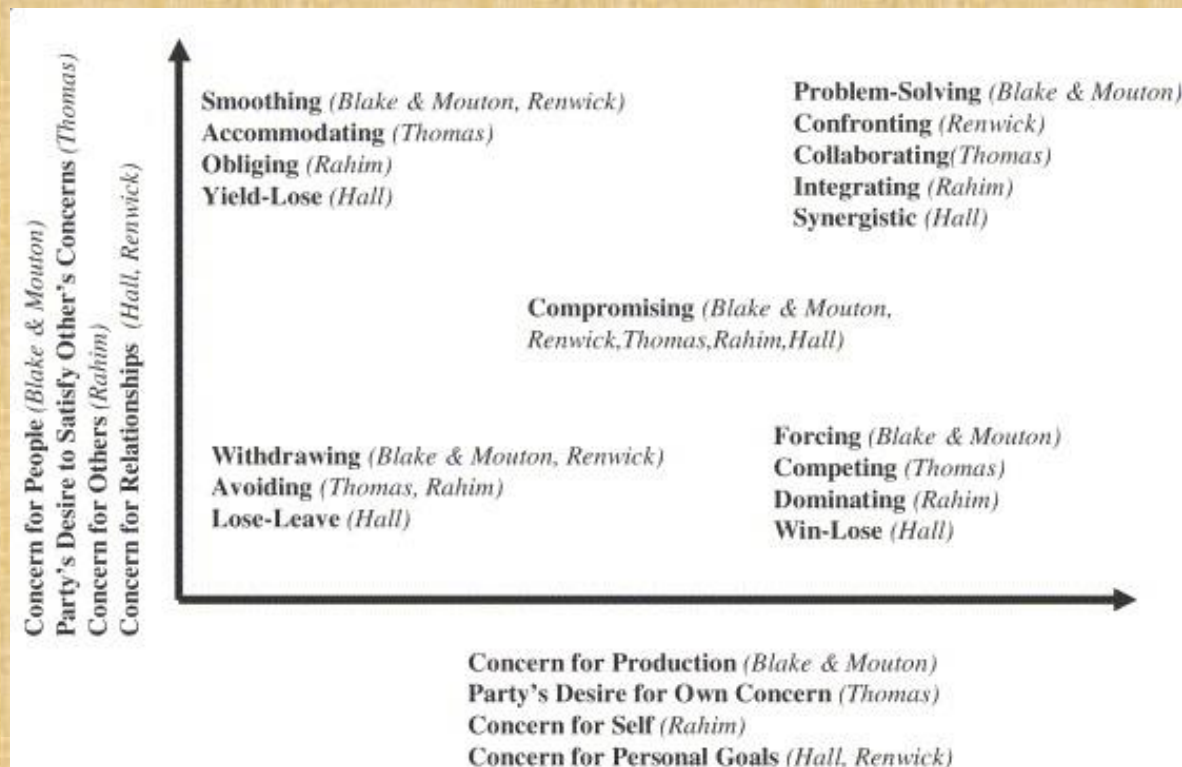 Concern for People (Blake & Mouton)
Party's Desire to Satisfy Other's Concerns (Thomas)
Concern for Others (Rahim)
Concern for Relationships (Hall, Renwick)
Smoothing (Blake & Mouton, Renwick)
Accommodating (Thomas)
Obliging (Rahim)
Yield-Lose (Hall)
Problem-Solving (Blake & Mouton)
Confronting (Renwick)
Collaborating(Thomas)
Integrating (Rahim)
Synergistic (Hall)
Compromising (Blake & Mouton,
Renwick,Thomas,Rahim,Hall)
Withdrawing (Blake & Mouton, Renwick)
Avoiding (Thomas, Rahim)
Lose-Leave (Hall)
Forcing (Blake & Mouton)
Competing (Thomas)
Dominating (Rahim)
Win-Lose (Hall)
Concern for Production (Blake & Mouton)
Party's Desire for Own Concern (Thomas)
Concern for Self (Rahim)
Concern for Personal Goals (Hall, Renwick)